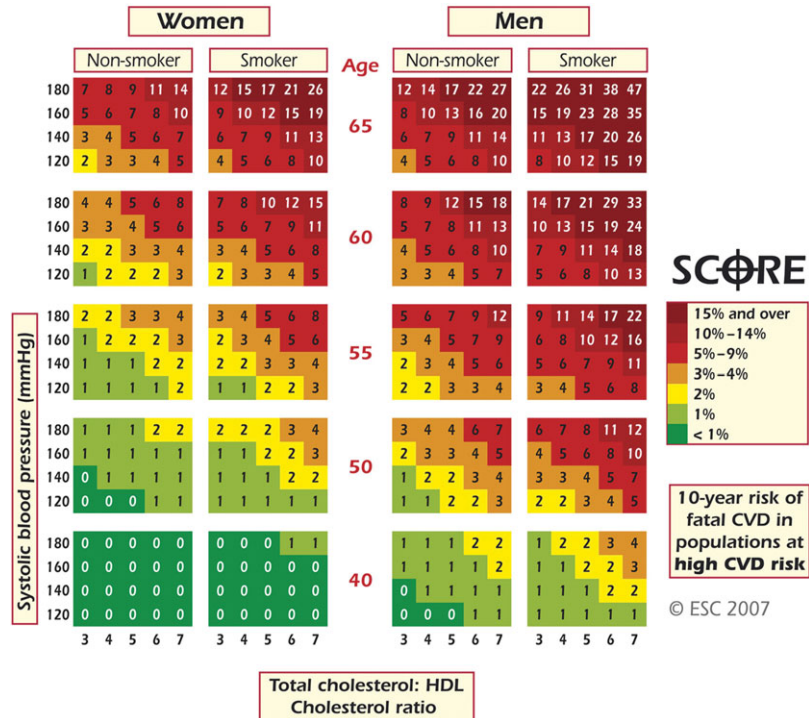 Women Men
Non-smoker Smoker Age Non-smoker Smoker
180 7 8 9 11 14 12 15 17 21 26 12 14 17 22 27 22 26 31 38 47
160 5 6 7 8 10 9 10 12 15 19 8 10 13 16 20 15 19 23 28 35
65
140 3 4 5 6 7 6 7 9 11 13 6 7 9 11 14 11 13 17 20 26
120 2 3 3 4 5 4 5 6 8 10 4 5 6 8 10 8 10 12 15 19
180 4 4 5 6 8 7 8 10 12 15 8 9 12 15 18 14 17 21 29 33
160 3 3 4 5 6 5 6 7 9 11 5 7 8 11 13 10 13 15 19 24
60
140 2 2 3 3 4 3 4 5 6 8 4 5 6 8 10 7 9 11 14 18
120 1 2 2 2 3 2 3 3 4 5 3 3 4 5 7 5 6 8 10 13
SCORE
180 2 2 3 3 4 3 4 5 6 8 5 6 7 9 12 9 11 14 17 22
160 1 2 2 2 3 2 3 4 5 6 3 4 5 7 9 6 8 10 12 16
55
140 1 1 1 2 2 2 2 3 3 4 2 3 4 5 6 5 6 7 9 11
120 1 1 1 1 2 1 1 2 2 3 2 2 3 3 4 3 4 5 6 8
15% and over
10%–14%
5%–9%
3%–4%
2%
1%
< 1%
180 1 1 1 2 2 2 2 2 3 4 3 4 4 6 7 6 7 8 11 12
160 1 1 1 1 1 1 1 2 2 3 2 3 3 4 5 4 5 6 8 10
50
140 0 1 1 1 1 1 1 1 2 2 1 2 2 3 4 3 3 4 5 7
120 0 0 0 1 1 1 1 1 1 1 1 1 2 2 3 2 2 3 4 5
10-year risk of
fatal CVD in
populations at
high CVD risk
180 0 0 0 0 0 0 0 0 1 1 1 1 1 2 2 1 2 2 3 4
160 0 0 0 0 0 0 0 0 0 0 1 1 1 1 2 1 1 2 2 3
40
140 0 0 0 0 0 0 0 0 0 0 0 1 1 1 1 1 1 1 2 2
120 0 0 0 0 0 0 0 0 0 0 0 0 0 1 1 1 1 1 1 1
© ESC 2007
3 4 5 6 7 3 4 5 6 7 3 4 5 6 7 3 4 5 6 7
Systolic blood pressure (mmHg)
Total cholesterol: HDL
Cholesterol ratio